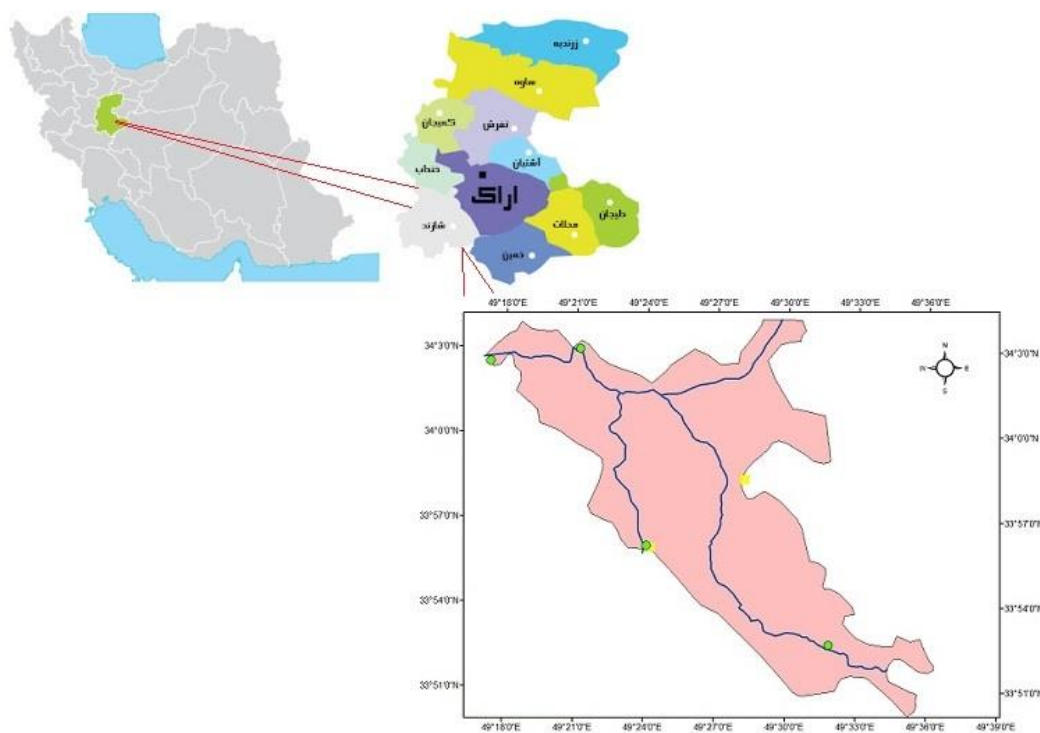 زرندیه
ساوه
کمیجان
تفرش
آشتیان
خنداب
اراک
دلیجان
محلات
شازند
خمین
49°18'0"E 49°21'0"E 49°24'0"E 49°27'0"E 49°30'0"E 49°33'0"E 49°36'0"E
34°3'0"N 34°3'0"N
N
W E
S
34°0'0"N 34°0'0"N
33°57'0"N 33°57'0"N
33°54'0"N 33°54'0"N
33°51'0"N 33°51'0"N
49°18'0"E 49°21'0"E 49°24'0"E 49°27'0"E 49°30'0"E 49°33'0"E 49°36'0"E 49°39'0"E